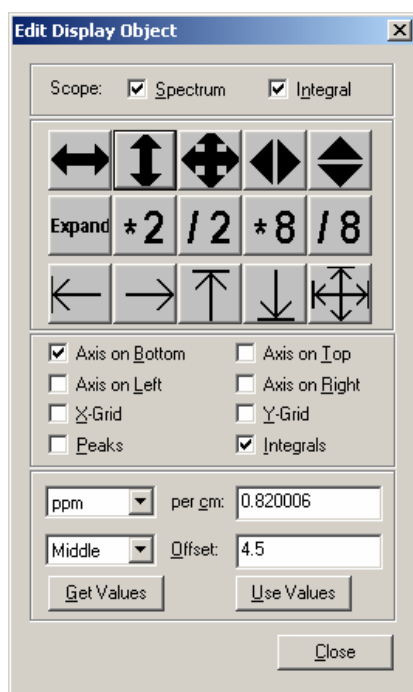 Edit Display Object
Scope: Spectrum Integral
Expand *2 /2 *8 /8
Axis on Bottom Axis on Top
Axis on Left Axis on Right
X-Grid Y-Grid
Peaks Integrals
ppm per cm: 0.820006
Middle Offset: 4.5
Get Values Use Values
Close